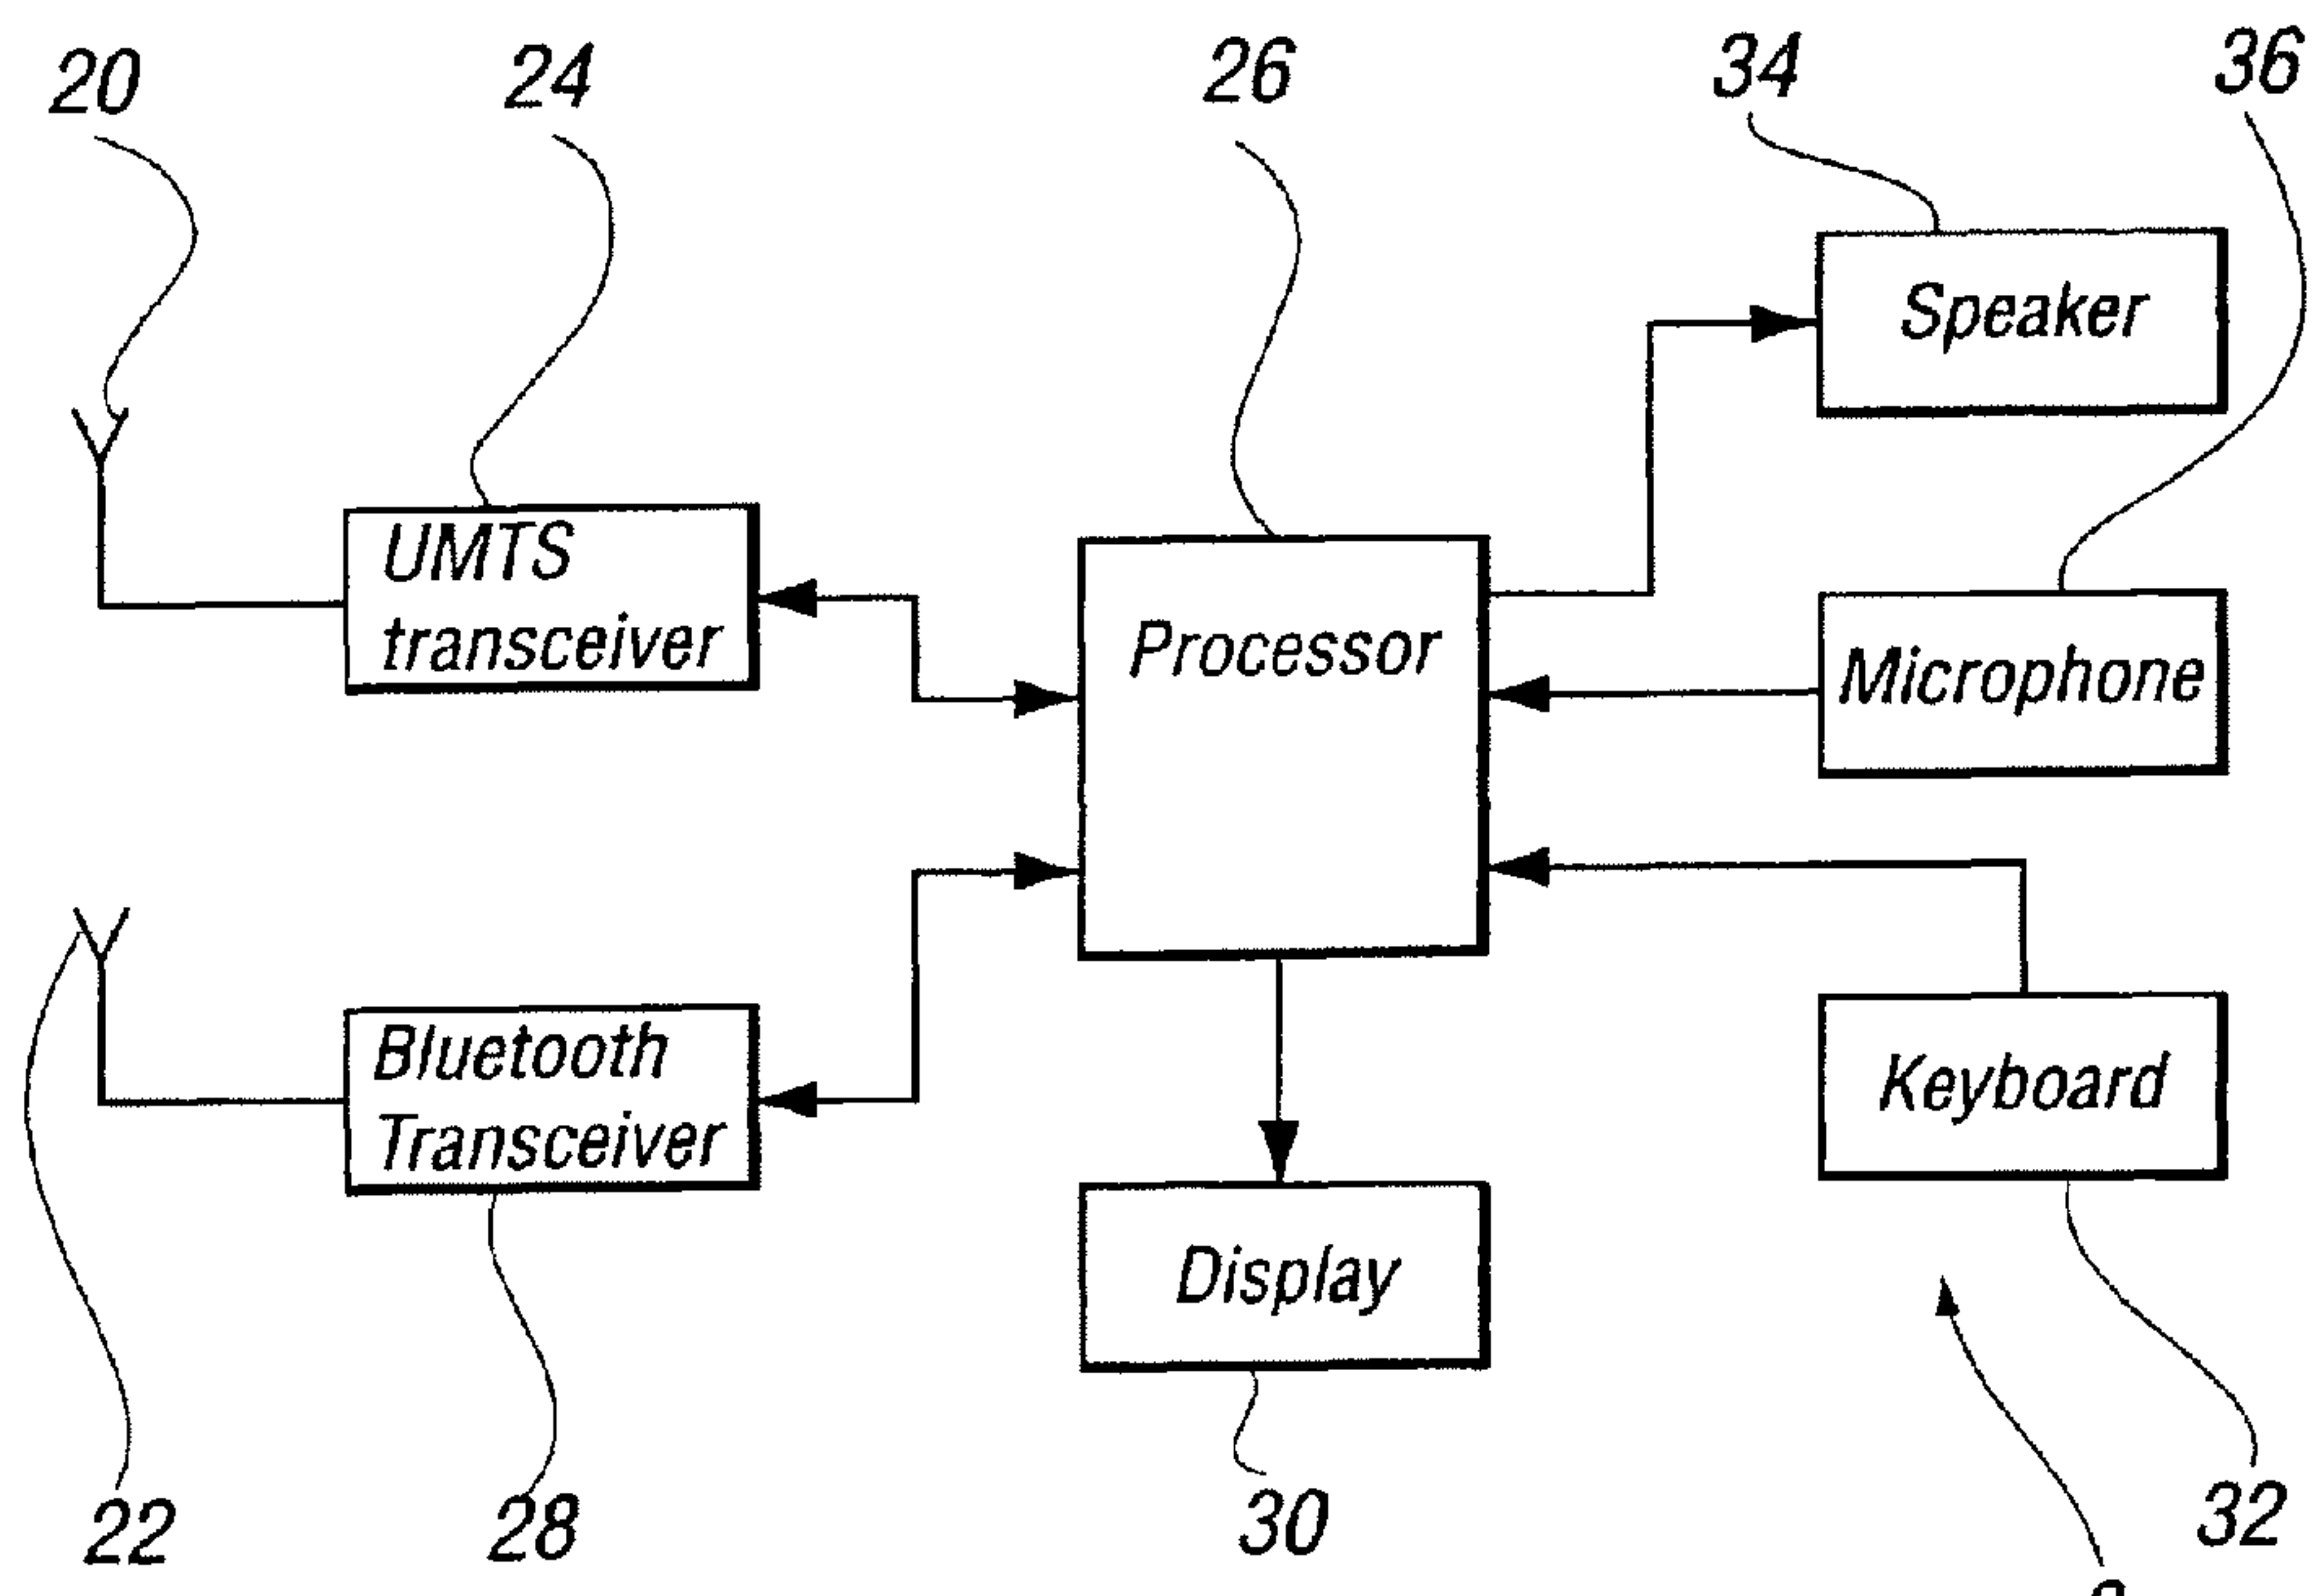 20
24
26
34
36
Speaker
UMTS
transceiver
Processor
Microphone
Bluetooth
Transceiver
Keyboard
Display
22
28
30
32